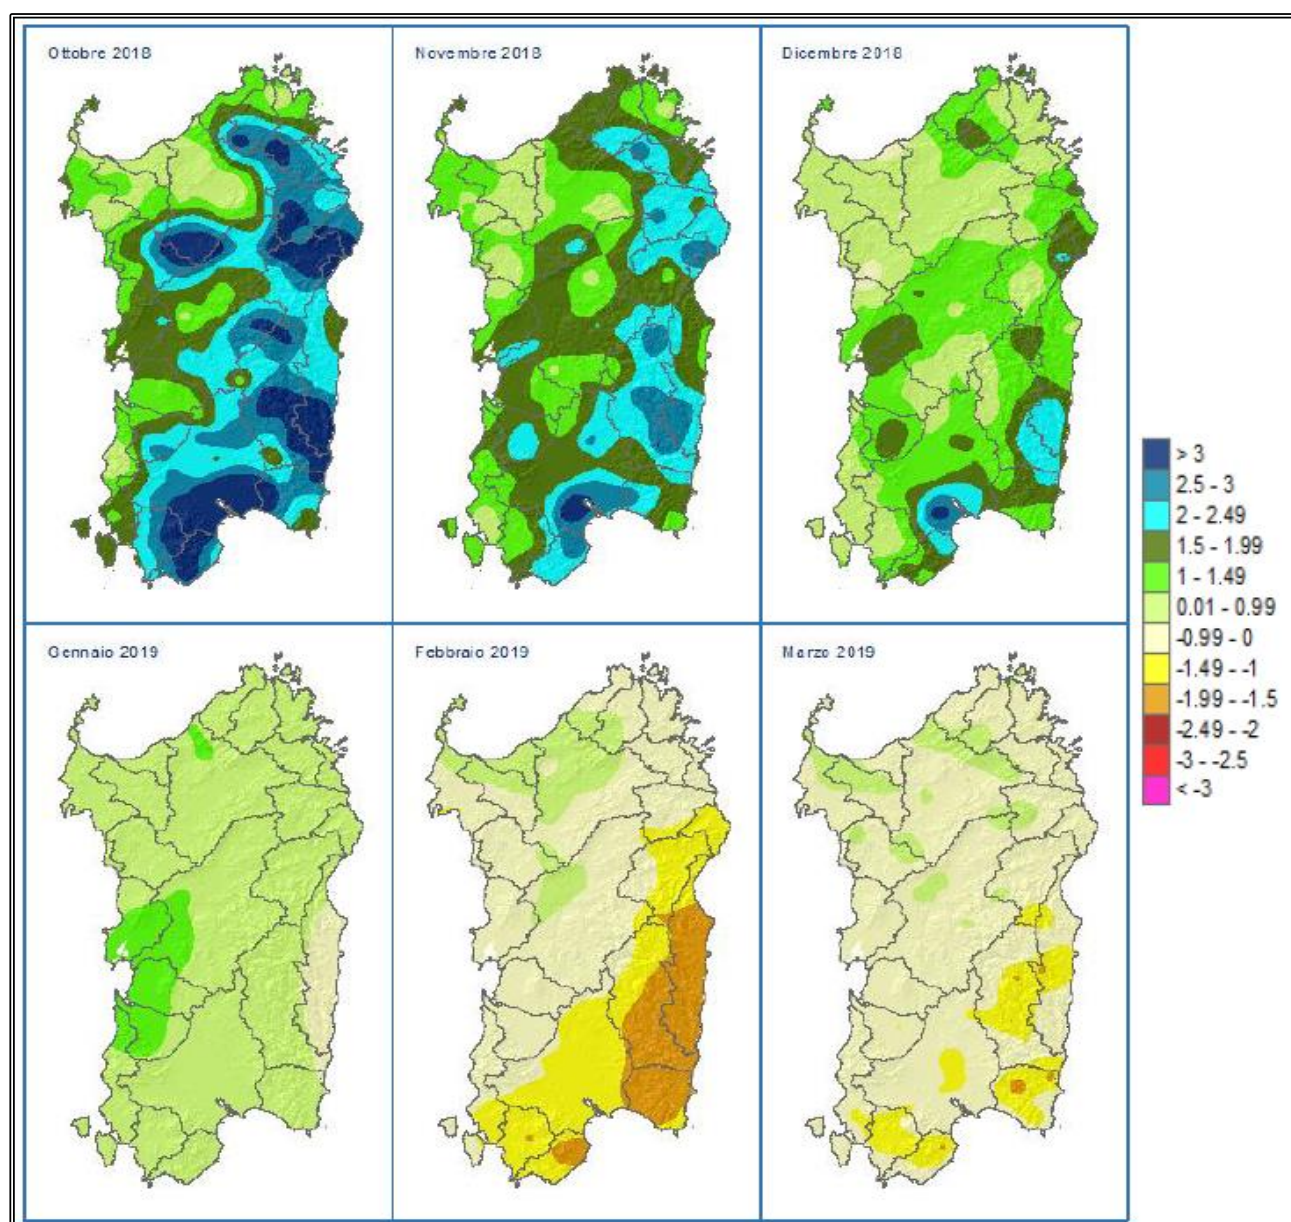 Ottobre 2018
Novembre 2018
Dicembre 2018
Gennaio 2019
Febbraio 2019
Marzo 2019
> 3
2.5 - 3
2 - 2.49
1.5 - 1.99
1 - 1.49
0.01 - 0.99
-0.99 - 0
-1.49 - -1
-1.99 - -1.5
-2.49 - -2
-3 - -2.5
< -3